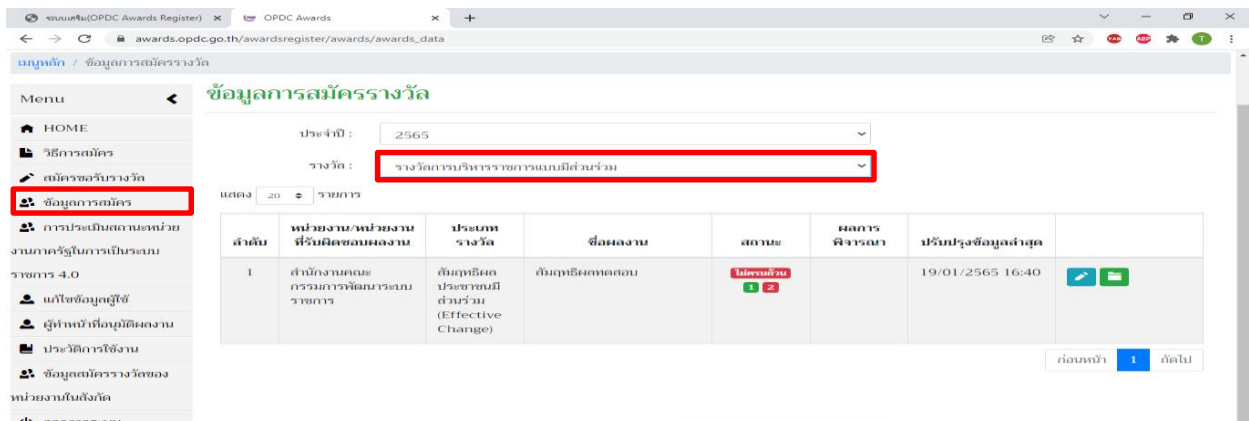 ระบบเสริม(OPDC Awards Register)
OPDC Awards
awards.opdc.go.th/awardsregister/awards/awards_data
เมนูหลัก / ข้อมูลการสมัครรางวัล
Menu
HOME
วิธีการสมัคร
สมัครขอรับรางวัล
ข้อมูลการสมัคร
การประเมินสถานะหน่วย
งานภาครัฐในการเป็นระบบ
ราชการ 4.0
แก้ไขข้อมูลผู้ใช้
ผู้ทำหน้าที่อนุมัติผลงาน
ประวัติการใช้งาน
ข้อมูลสมัครรางวัลของ
หน่วยงานในสังกัด
ข้อมูลการสมัครรางวัล
ประจำปี : 2565
รางวัล : รางวัลการบริหารราชการแบบมีส่วนร่วม
แสดง 20 รายการ
ลำดับ
หน่วยงาน/หน่วยงาน
ที่รับผิดชอบผลงาน
ประเภท
รางวัล
ชื่อผลงาน
สถานะ
ผลการ
พิจารณา
ปรับปรุงข้อมูลล่าสุด
1
สำนักงานคณะ
กรรมการพัฒนาระบบ
ราชการ
สัมฤทธิผล
ประชาชนมี
ส่วนร่วม
(Effective
Change)
สัมฤทธิผลทดสอบ
ไม่ครบถ้วน
1 2
19/01/2565 16:40
ก่อนหน้า 1 ถัดไป